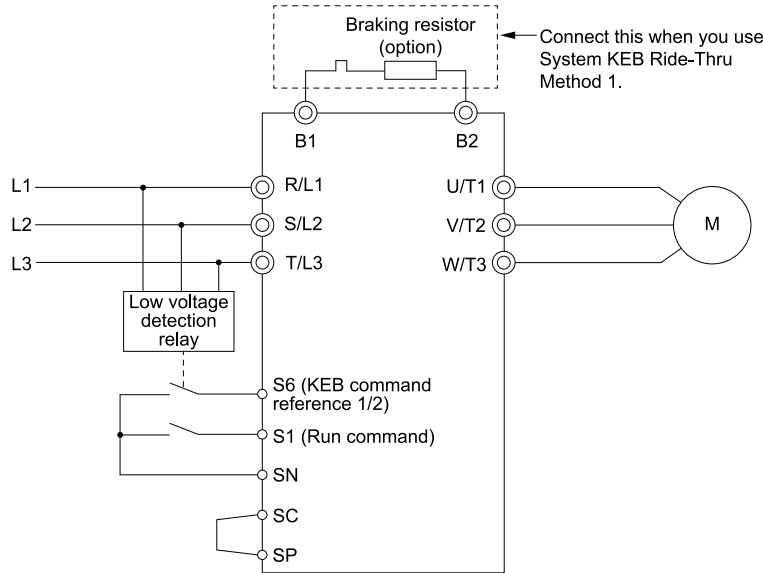 Braking resistor
(option)
Connect this when you use
System KEB Ride-Thru
Method 1.
B1
B2
L1
R/L1
U/T1
L2
S/L2
V/T2
M
L3
T/L3
W/T3
Low voltage
detection
relay
S6 (KEB command
reference 1/2)
S1 (Run command)
SN
SC
SP